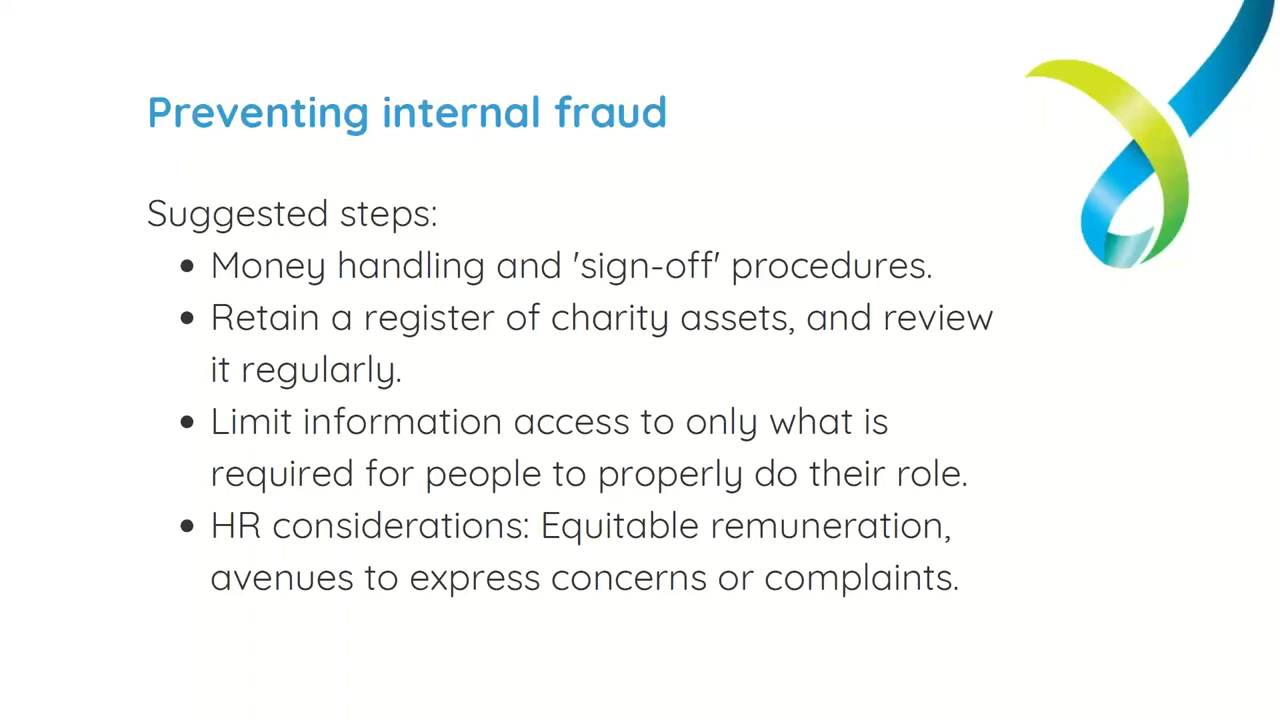 Preventing internal fraud
Suggested steps:
• Money handling and 'sign-off' procedures.
• Retain a register of charity assets, and review
it regularly.
• Limit information access to only what is
required for people to properly do their role.
• HR considerations: Equitable remuneration,
avenues to express concerns or complaints.